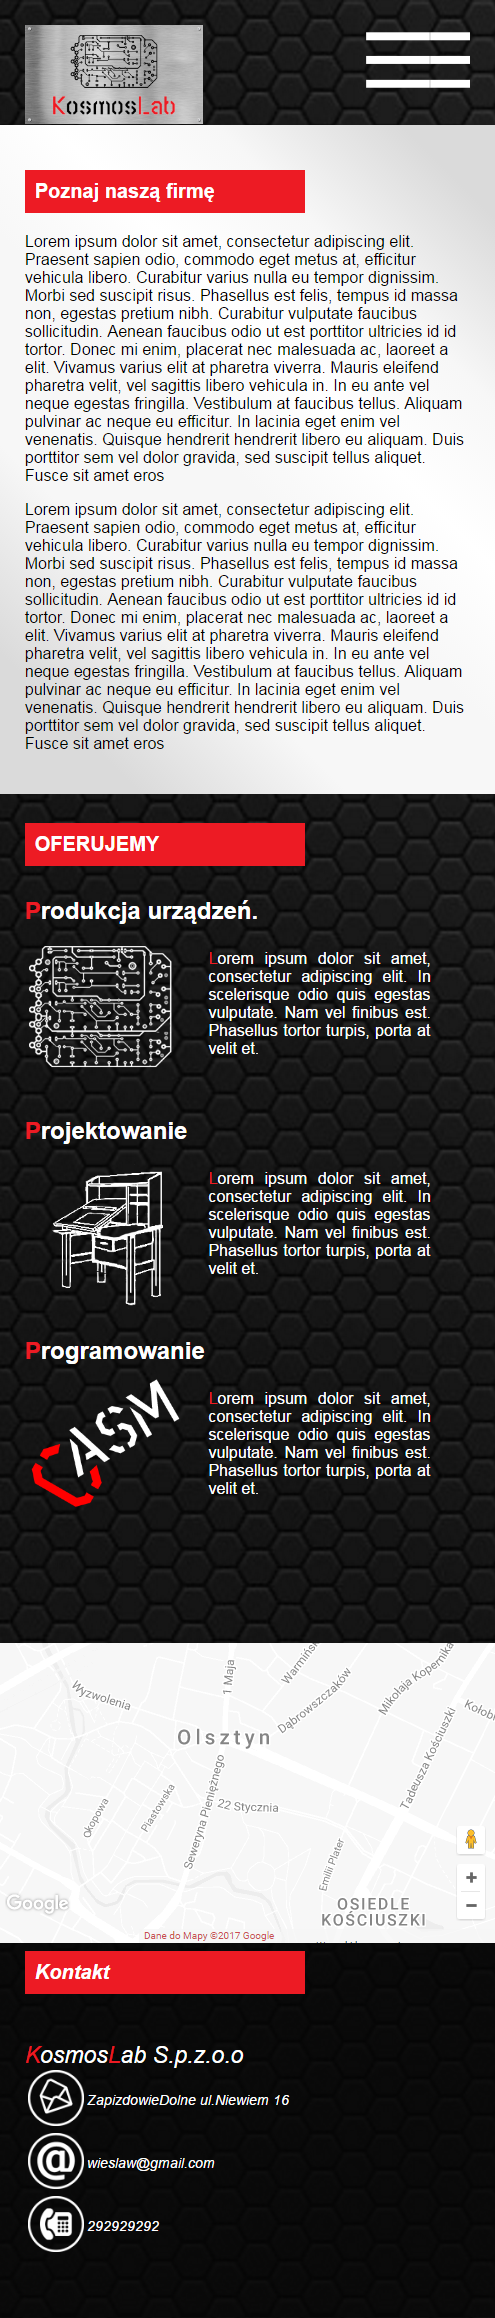 KosmosLab
Poznaj naszą firmę
Lorem ipsum dolor sit amet, consectetur adipiscing elit.
Praesent sapien odio, commodo eget metus at, efficitur
vehicula libero. Curabitur varius nulla eu tempor dignissim.
Morbi sed suscipit risus. Phasellus est felis, tempus id massa
non, egestas pretium nibh. Curabitur vulputate faucibus
sollicitudin. Aenean faucibus odio ut est porttitor ultricies id id
tortor. Donec mi enim, placerat nec malesuada ac, laoreet a
elit. Vivamus varius elit at pharetra viverra. Mauris eleifend
pharetra velit, vel sagittis libero vehicula in. In eu ante vel
neque egestas fringilla. Vestibulum at faucibus tellus. Aliquam
pulvinar ac neque eu efficitur. In lacinia eget enim vel
venenatis. Quisque hendrerit hendrerit libero eu aliquam. Duis
porttitor sem vel dolor gravida, sed suscipit tellus aliquet.
Fusce sit amet eros
Lorem ipsum dolor sit amet, consectetur adipiscing elit.
Praesent sapien odio, commodo eget metus at, efficitur
vehicula libero. Curabitur varius nulla eu tempor dignissim.
Morbi sed suscipit risus. Phasellus est felis, tempus id massa
non, egestas pretium nibh. Curabitur vulputate faucibus
sollicitudin. Aenean faucibus odio ut est porttitor ultricies id id
tortor. Donec mi enim, placerat nec malesuada ac, laoreet a
elit. Vivamus varius elit at pharetra viverra. Mauris eleifend
pharetra velit, vel sagittis libero vehicula in. In eu ante vel
neque egestas fringilla. Vestibulum at faucibus tellus. Aliquam
pulvinar ac neque eu efficitur. In lacinia eget enim vel
venenatis. Quisque hendrerit hendrerit libero eu aliquam. Duis
porttitor sem vel dolor gravida, sed suscipit tellus aliquet.
Fusce sit amet eros
OFERUJEMY
Produkcja urządzeń.
Lorem ipsum dolor sit amet,
consectetur adipiscing elit. In
scelerisque odio quis egestas
vulputate. Nam vel finibus est.
Phasellus tortor turpis, porta at
velit et.
Projektowanie
Lorem ipsum dolor sit amet,
consectetur adipiscing elit. In
scelerisque odio quis egestas
vulputate. Nam vel finibus est.
Phasellus tortor turpis, porta at
velit et.
Programowanie
ASM
Lorem ipsum dolor sit amet,
consectetur adipiscing elit. In
scelerisque odio quis egestas
vulputate. Nam vel finibus est.
Phasellus tortor turpis, porta at
velit et.
1 Maja
Dąbrowszczaków
Mikołaja Kopernika
Wyzwolenia
Olsztyn
Tadeusza Kościuszki
Okopowa
Piastowska
Seweryna Pieniężnego
22 Stycznia
Emilii Plater
OSIEDLE
KOŚCIUSZKI
Google
Dane do Mapy ©2017 Google
Kontakt
KosmosLab S.p.z.o.o
ZapizdowieDolne ul.Niewiem 16
@
wieslaw@gmail.com
292929292